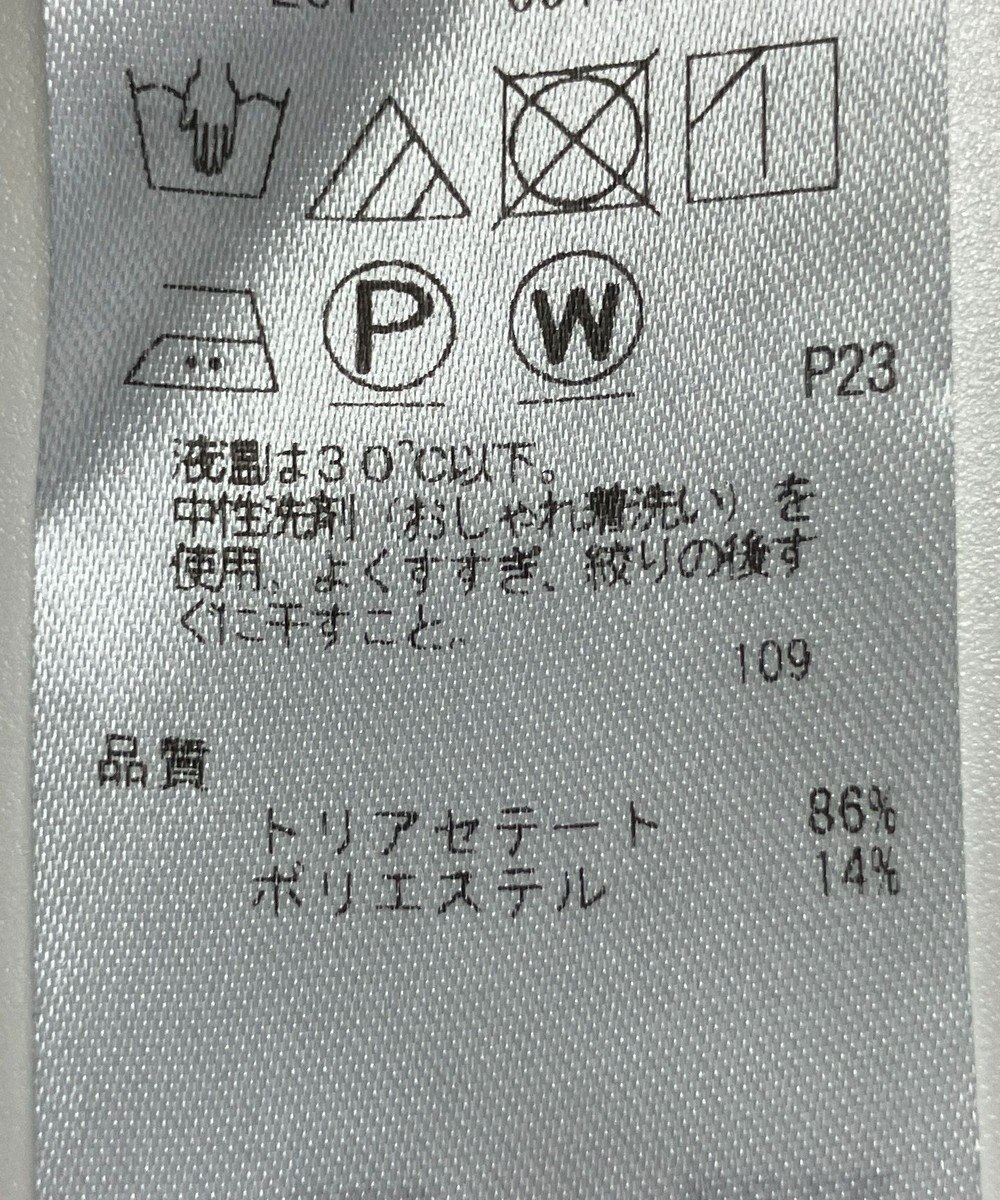 P
W
P23
液温は30℃以下。
中性洗剤(おしゃれ着洗い)を
使用、よくすすぎ、絞りの後す
ぐに干すこと。
109
品質
トリアセテート 86%
ポリエステル 14%